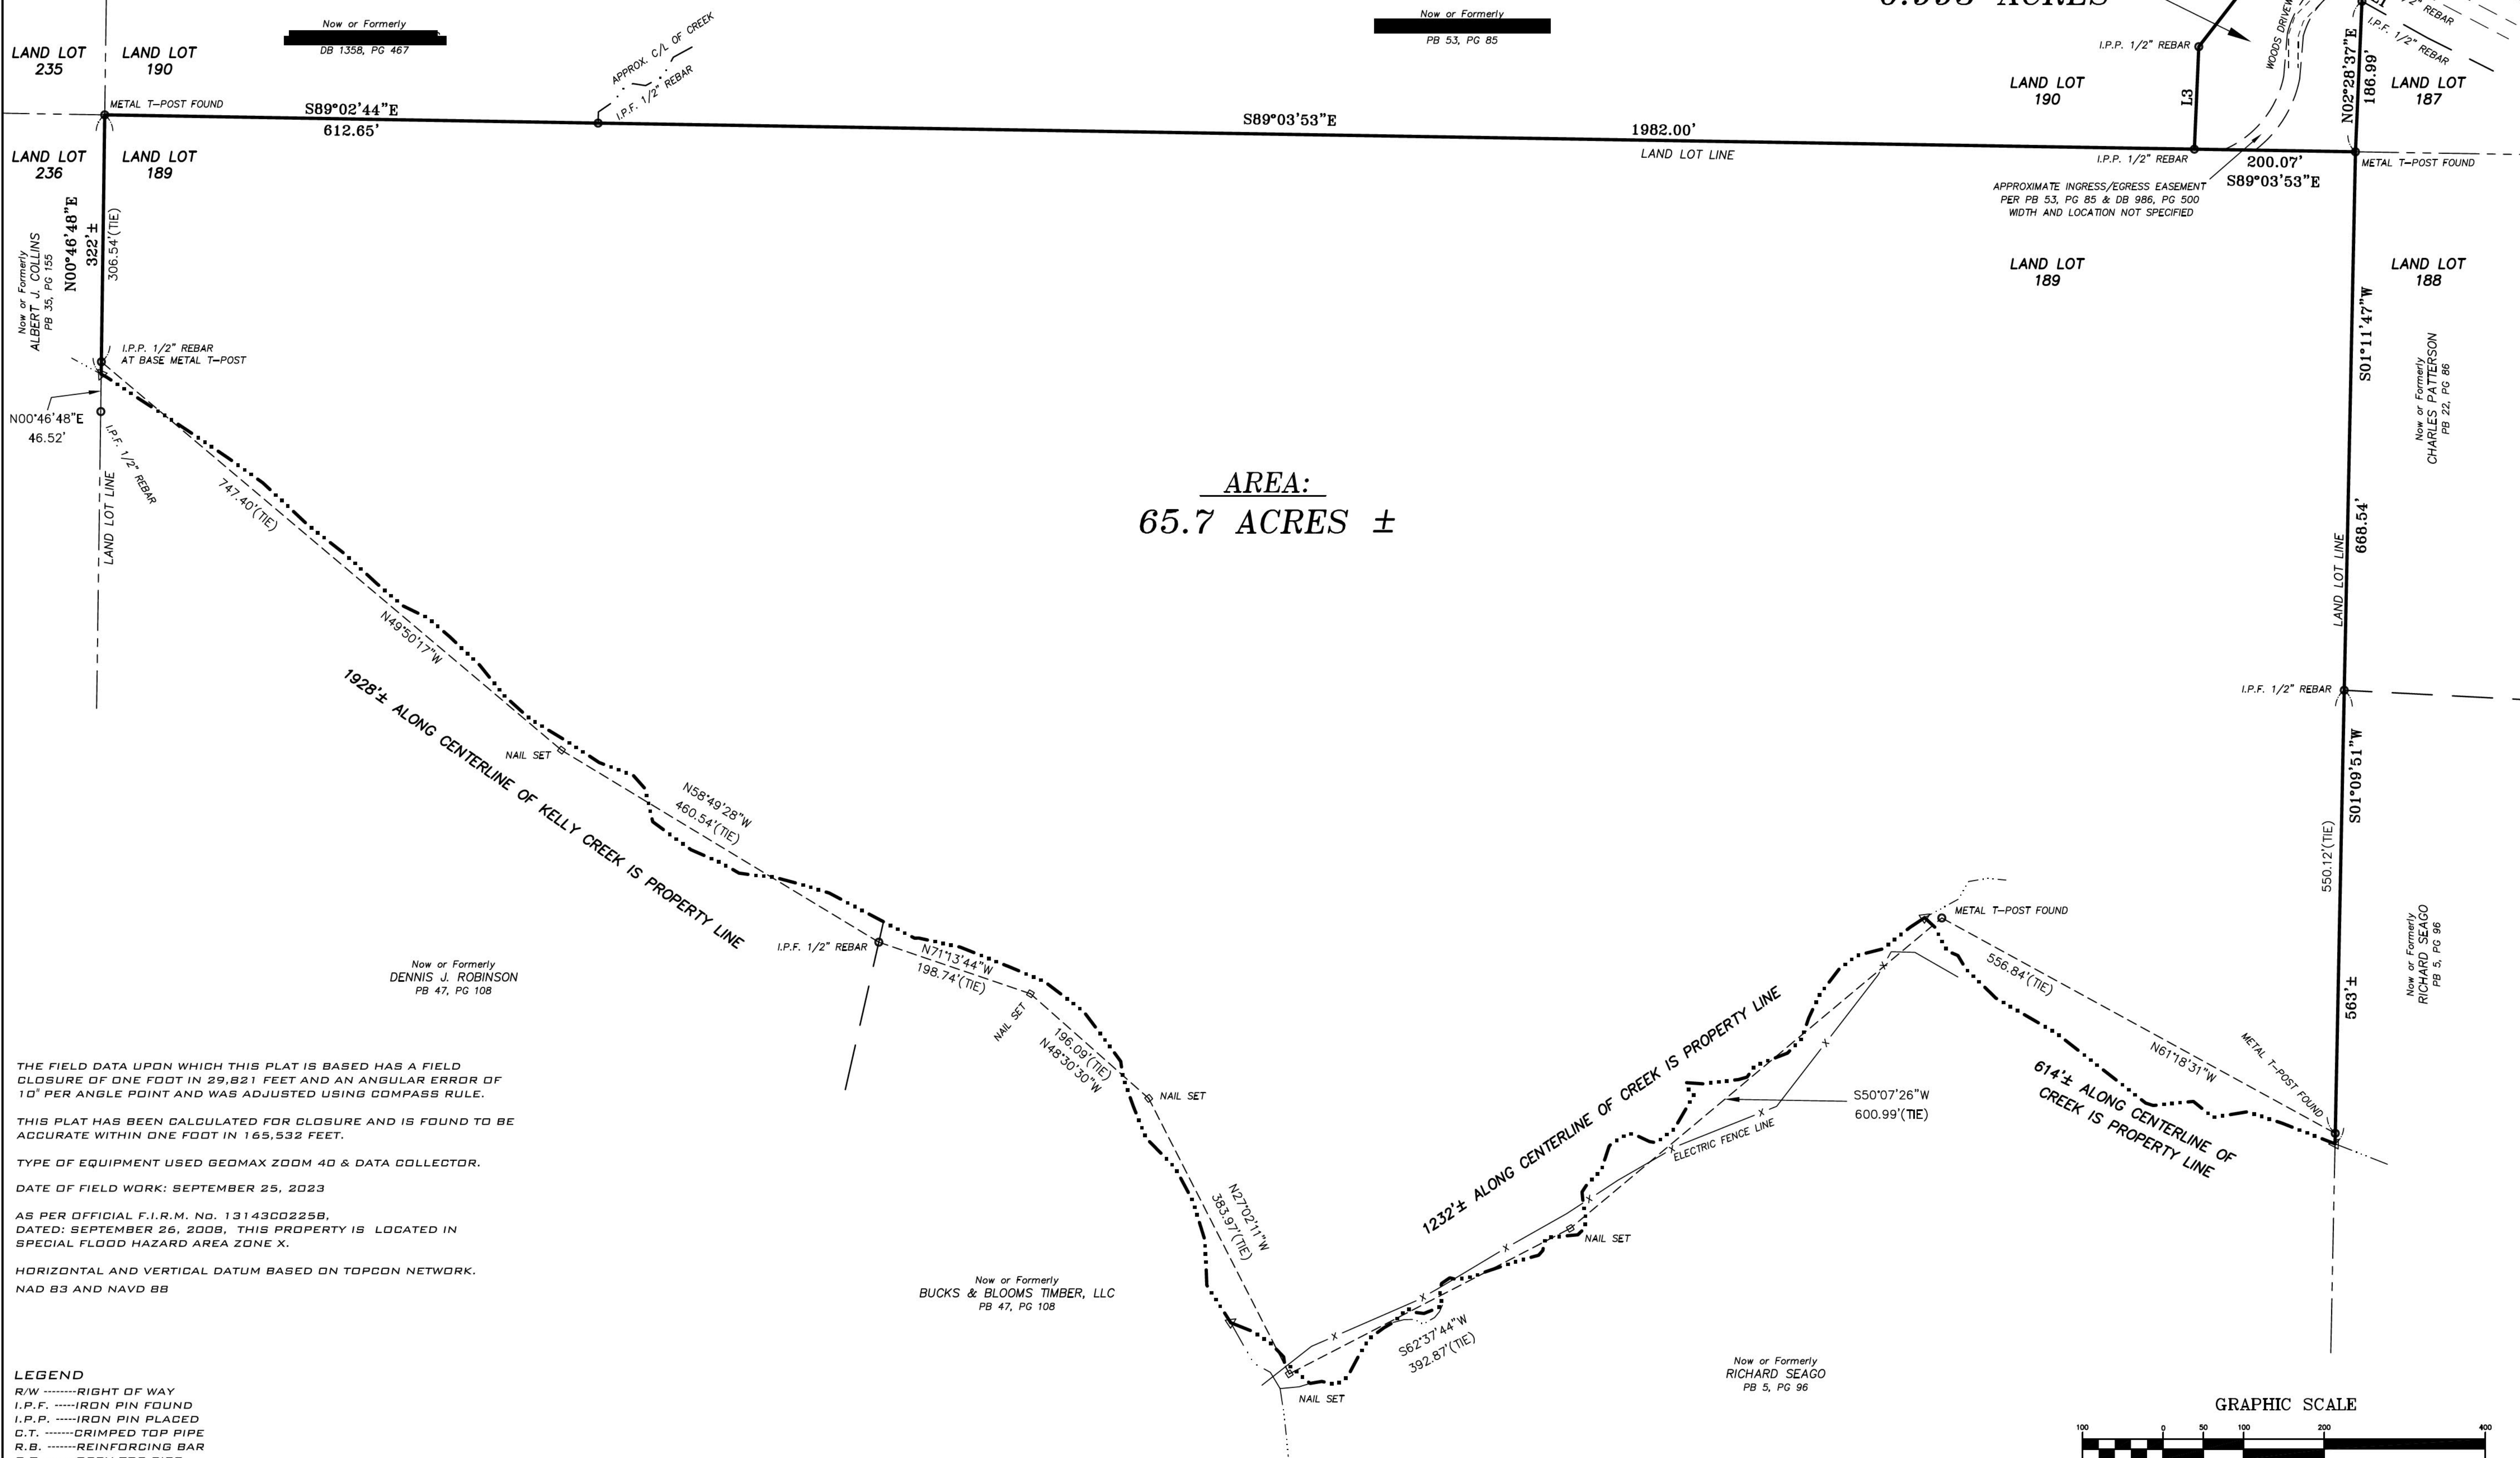 Now or Formerly
DB 1358, PG 467
LAND LOT
235
LAND LOT
190
APPROX. C/L OF CREEK
I.P.F. 1/2" REBAR
METAL T-POST FOUND
S89°02'44"E
612.65'
Now or Formerly
PB 53, PG 85
S89°03'53"E
1982.00'
LAND LOT LINE
I.P.P. 1/2" REBAR
LAND LOT
190
L3
WOODS
N02°28'37"E
186.99'
I.P.F. 1/2" REBAR
REBAR
LAND LOT
187
I.P.P. 1/2" REBAR
200.07'
S89°03'53"E
METAL T-POST FOUND
APPROXIMATE INGRESS/EGRESS EASEMENT
PER PB 53, PG 85 & DB 986, PG 500
WIDTH AND LOCATION NOT SPECIFIED
LAND LOT
236
LAND LOT
189
Now or Formerly
ALBERT J. COLLINS
PB 35, PG 155
N00°46'48"E
322'±
306.54'(TIE)
I.P.P. 1/2" REBAR
AT BASE METAL T-POST
N00°46'48"E
46.52'
I.P.F. 1/2" REBAR
LAND LOT LINE
LAND LOT
189
LAND LOT
188
S01°11'47"W
668.54'
LAND LOT LINE
Now or Formerly
CHARLES PATTERSON
PB 22, PG 86
AREA:
65.7 ACRES ±
747.40'(TIE)
N49°50'17"W
1928'± ALONG CENTERLINE OF KELLY CREEK IS PROPERTY LINE
NAIL SET
N58°49'28"W
460.54'(TIE)
I.P.F. 1/2" REBAR
S01°09'51"W
550.12'(TIE)
563'±
Now or Formerly
RICHARD SEAGO
PB 5, PG 96
I.P.F. 1/2" REBAR
N71°13'44"W
198.74'(TIE)
NAIL SET
196.09'(TIE)
N48°30'30"W
NAIL SET
METAL T-POST FOUND
556.84'(TIE)
N61°18'31"W
METAL T-POST FOUND
614'± ALONG CENTERLINE OF
CREEK IS PROPERTY LINE
Now or Formerly
DENNIS J. ROBINSON
PB 47, PG 108
1232'± ALONG CENTERLINE OF CREEK IS PROPERTY LINE
S50°07'26"W
600.99'(TIE)
ELECTRIC FENCE LINE
N27°02'11"W
383.97'(TIE)
NAIL SET
S62°37'44"W
392.87'(TIE)
NAIL SET
Now or Formerly
BUCKS & BLOOMS TIMBER, LLC
PB 47, PG 108
Now or Formerly
RICHARD SEAGO
PB 5, PG 96
THE FIELD DATA UPON WHICH THIS PLAT IS BASED HAS A FIELD
CLOSURE OF ONE FOOT IN 29,821 FEET AND AN ANGULAR ERROR OF
10" PER ANGLE POINT AND WAS ADJUSTED USING COMPASS RULE.
THIS PLAT HAS BEEN CALCULATED FOR CLOSURE AND IS FOUND TO BE
ACCURATE WITHIN ONE FOOT IN 165,532 FEET.
TYPE OF EQUIPMENT USED GEOMAX ZOOM 40 & DATA COLLECTOR.
DATE OF FIELD WORK: SEPTEMBER 25, 2023
AS PER OFFICIAL F.I.R.M. No. 13143C0225B,
DATED: SEPTEMBER 26, 2008, THIS PROPERTY IS LOCATED IN
SPECIAL FLOOD HAZARD AREA ZONE X.
HORIZONTAL AND VERTICAL DATUM BASED ON TOPCON NETWORK.
NAD 83 AND NAVD 88
LEGEND
R/W --------RIGHT OF WAY
I.P.F. -----IRON PIN FOUND
I.P.P. -----IRON PIN PLACED
C.T. -------CRIMPED TOP PIPE
R.B. -------REINFORCING BAR
GRAPHIC SCALE
100 0 50 100 200 400